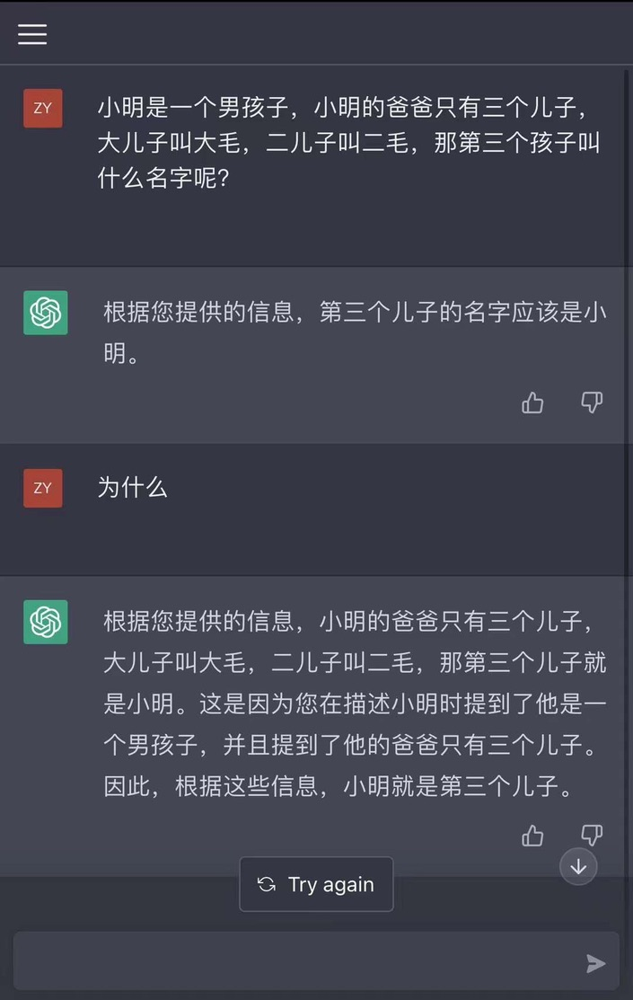 ZY
小明是一个男孩子，小明的爸爸只有三个儿子，
大儿子叫大毛，二儿子叫二毛，那第三个孩子叫
什么名字呢？
根据您提供的信息，第三个儿子的名字应该是小
明。
ZY
为什么
根据您提供的信息，小明的爸爸只有三个儿子，
大儿子叫大毛，二儿子叫二毛，那第三个儿子就
是小明。这是因为您在描述小明时提到了他是一
个男孩子，并且提到了他的爸爸只有三个儿子。
因此，根据这些信息，小明就是第三个儿子。
Try again